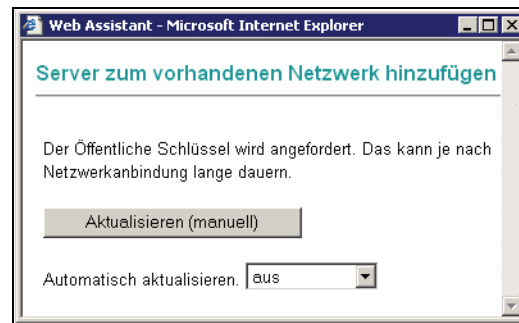 Web Assistant - Microsoft Internet Explorer
Server zum vorhandenen Netzwerk hinzufügen
Der Öffentliche Schlüssel wird angefordert. Das kann je nach
Netzwerkanbindung lange dauern.
Aktualisieren (manuell)
Automatisch aktualisieren. aus